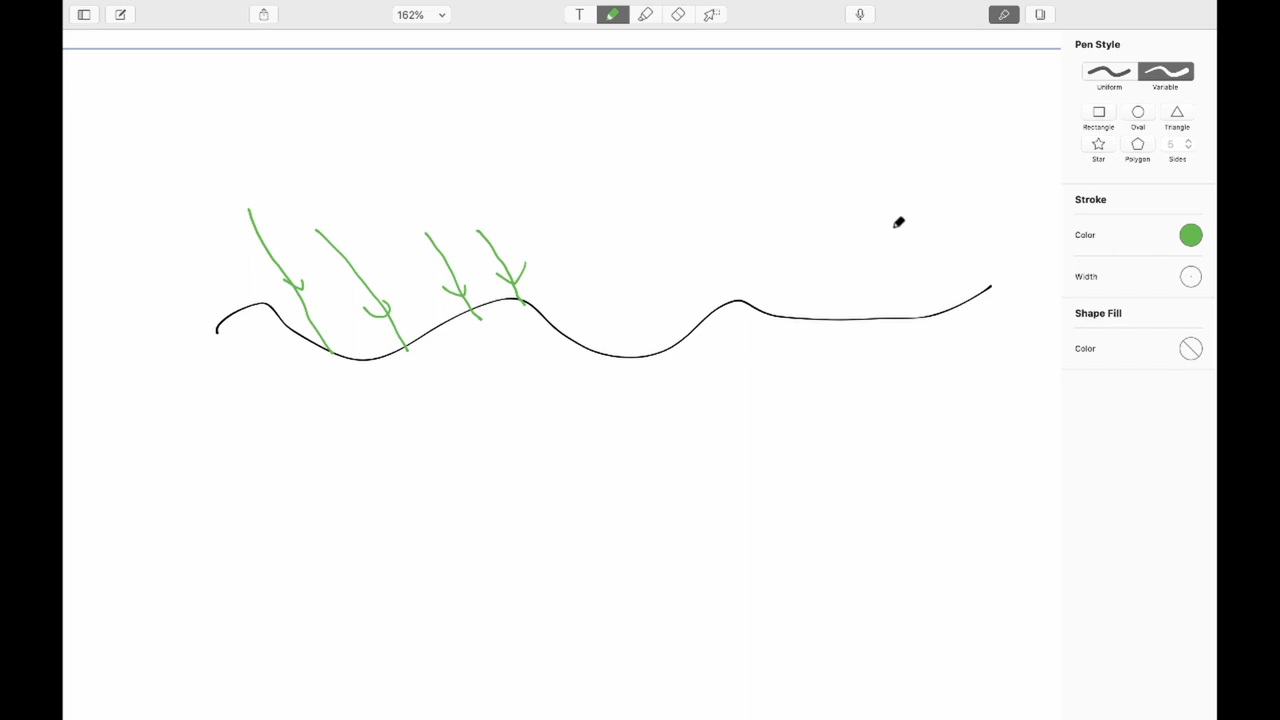 162%
T
Pen Style
Uniform Variable
Rectangle Oval Triangle
5
Star Polygon Sides
Stroke
Color
Width
Shape Fill
Color